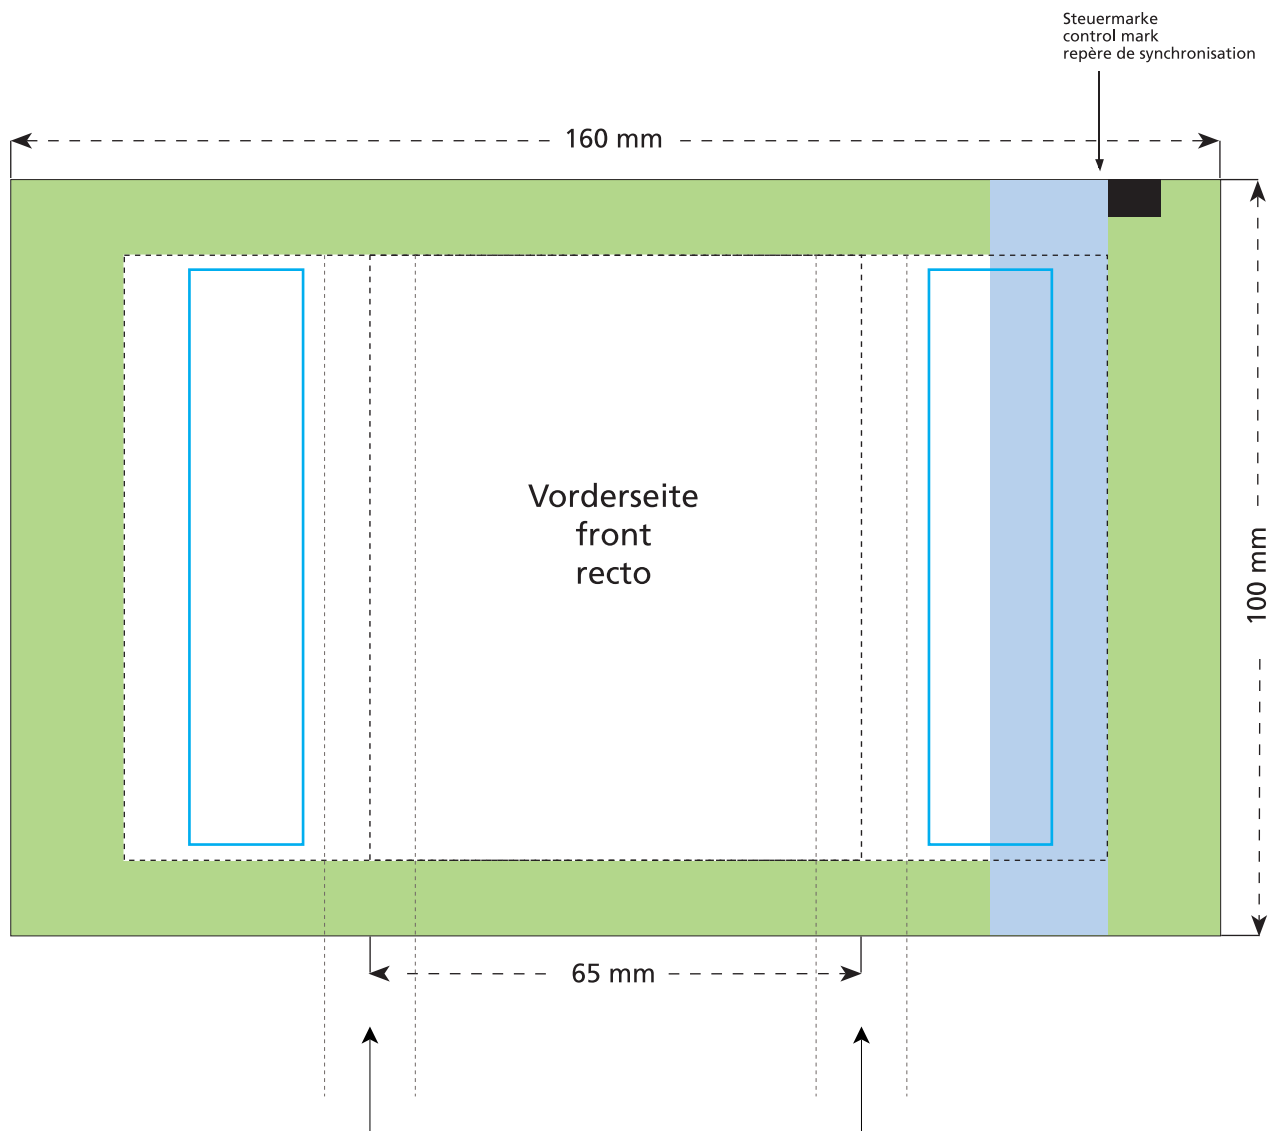 Steuermarke
control mark
repère de synchronisation
160 mm
Vorderseite
front
recto
100 mm
65 mm